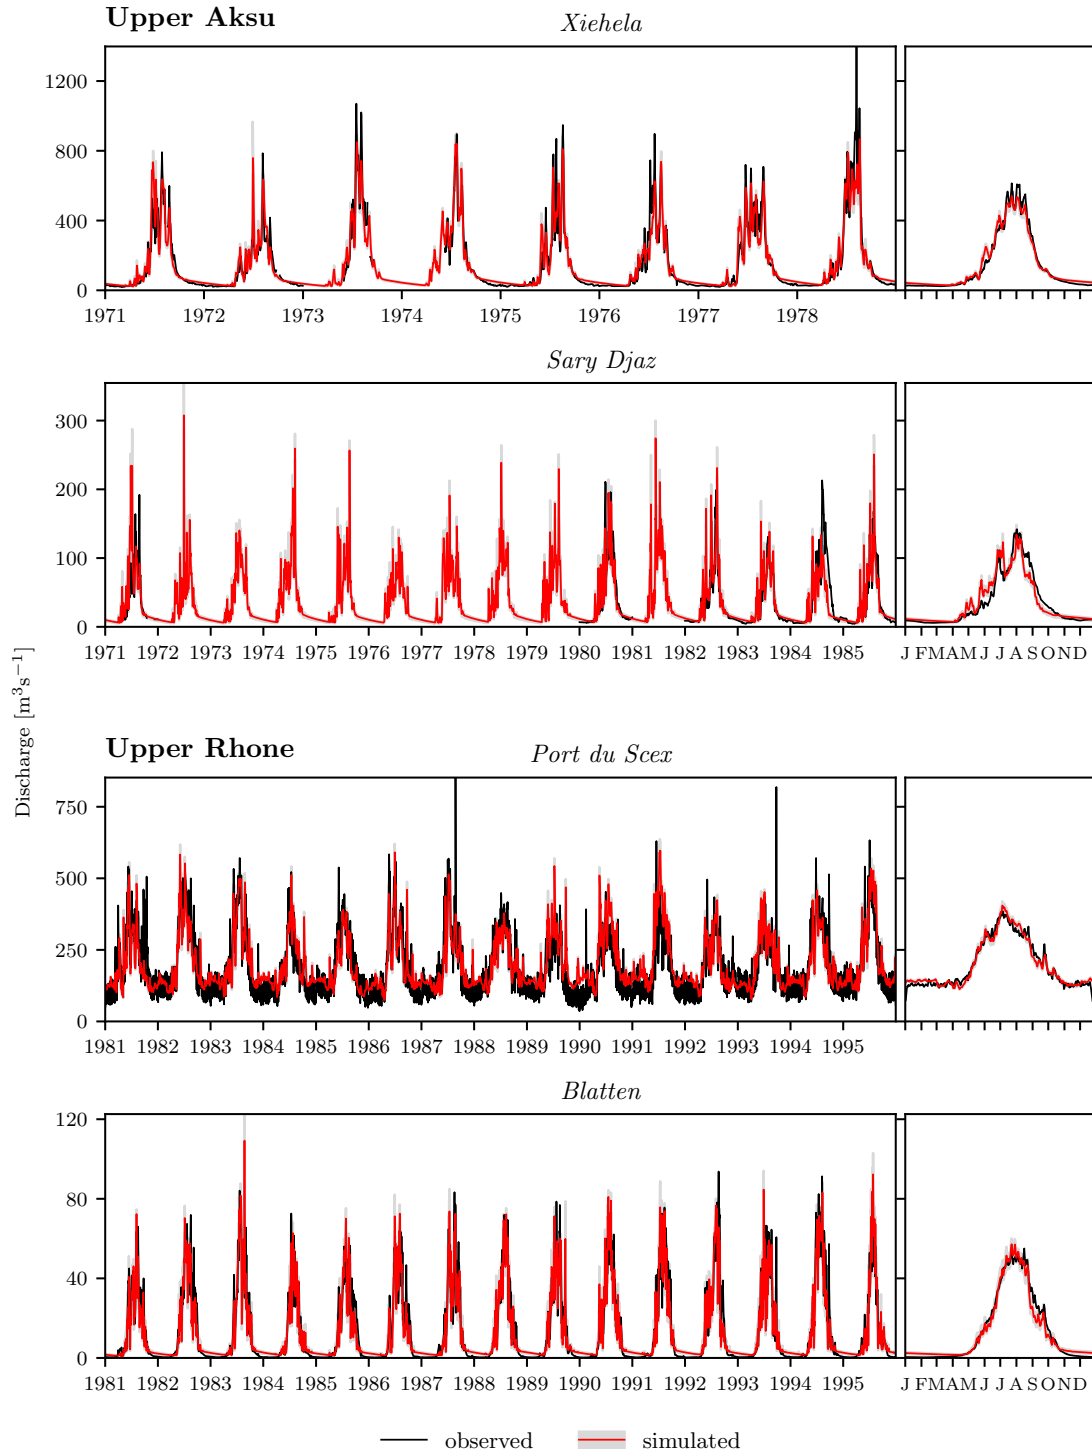 Upper Aksu
Xiehela
1200
800
400
0
1971 1972 1973 1974 1975 1976 1977 1978
Sary Djaz
300
200
100
0
1971 1972 1973 1974 1975 1976 1977 1978 1979 1980 1981 1982 1983 1984 1985
J F M A M J J A S O N D
Discharge [m³s⁻¹]
Upper Rhone
Port du Scex
750
500
250
0
1981 1982 1983 1984 1985 1986 1987 1988 1989 1990 1991 1992 1993 1994 1995
Blatten
120
80
40
0
1981 1982 1983 1984 1985 1986 1987 1988 1989 1990 1991 1992 1993 1994 1995
J F M A M J J A S O N D
observed simulated